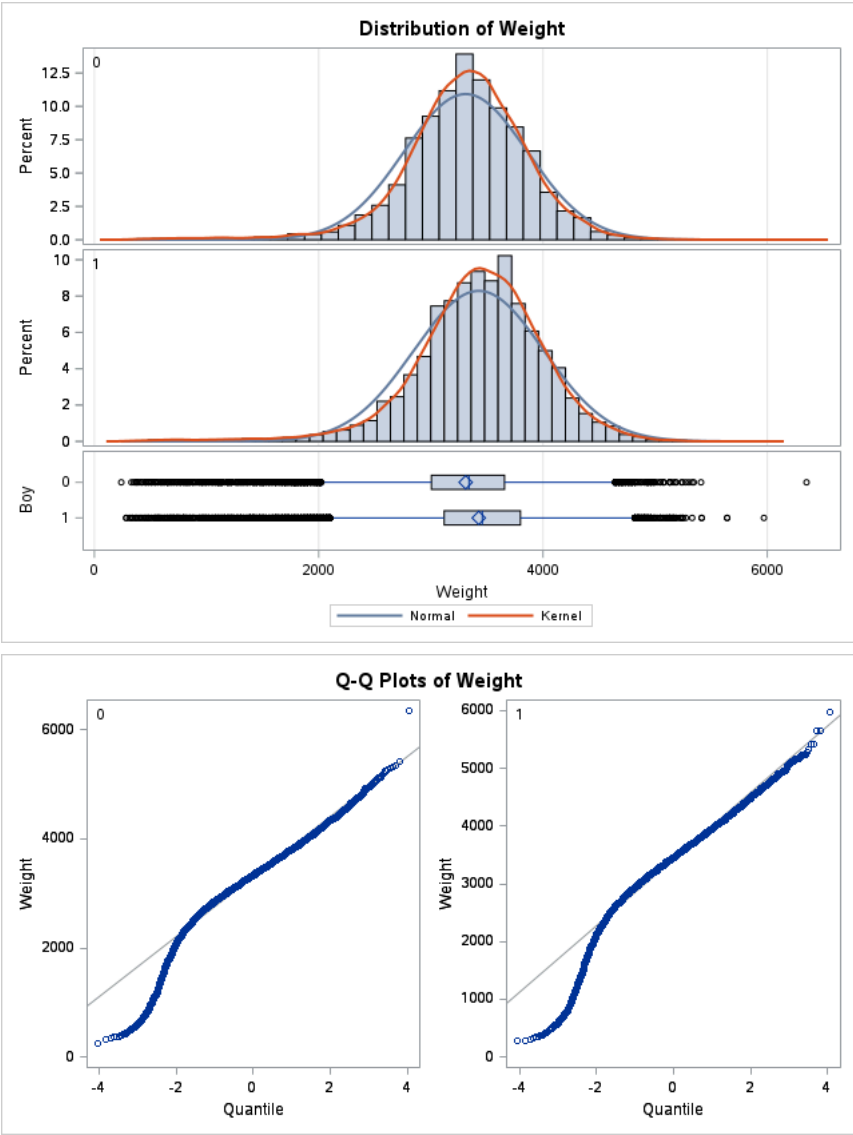 Distribution of Weight
0
12.5
10.0
7.5
5.0
2.5
0.0
Percent
1
10
8
6
4
2
0
Percent
Boy
0
1
0 2000 4000 6000
Weight
Normal Kernel
Q-Q Plots of Weight
0
6000
4000
2000
0
Weight
-4 -2 0 2 4
Quantile
1
6000
5000
4000
3000
2000
1000
0
Weight
-4 -2 0 2 4
Quantile